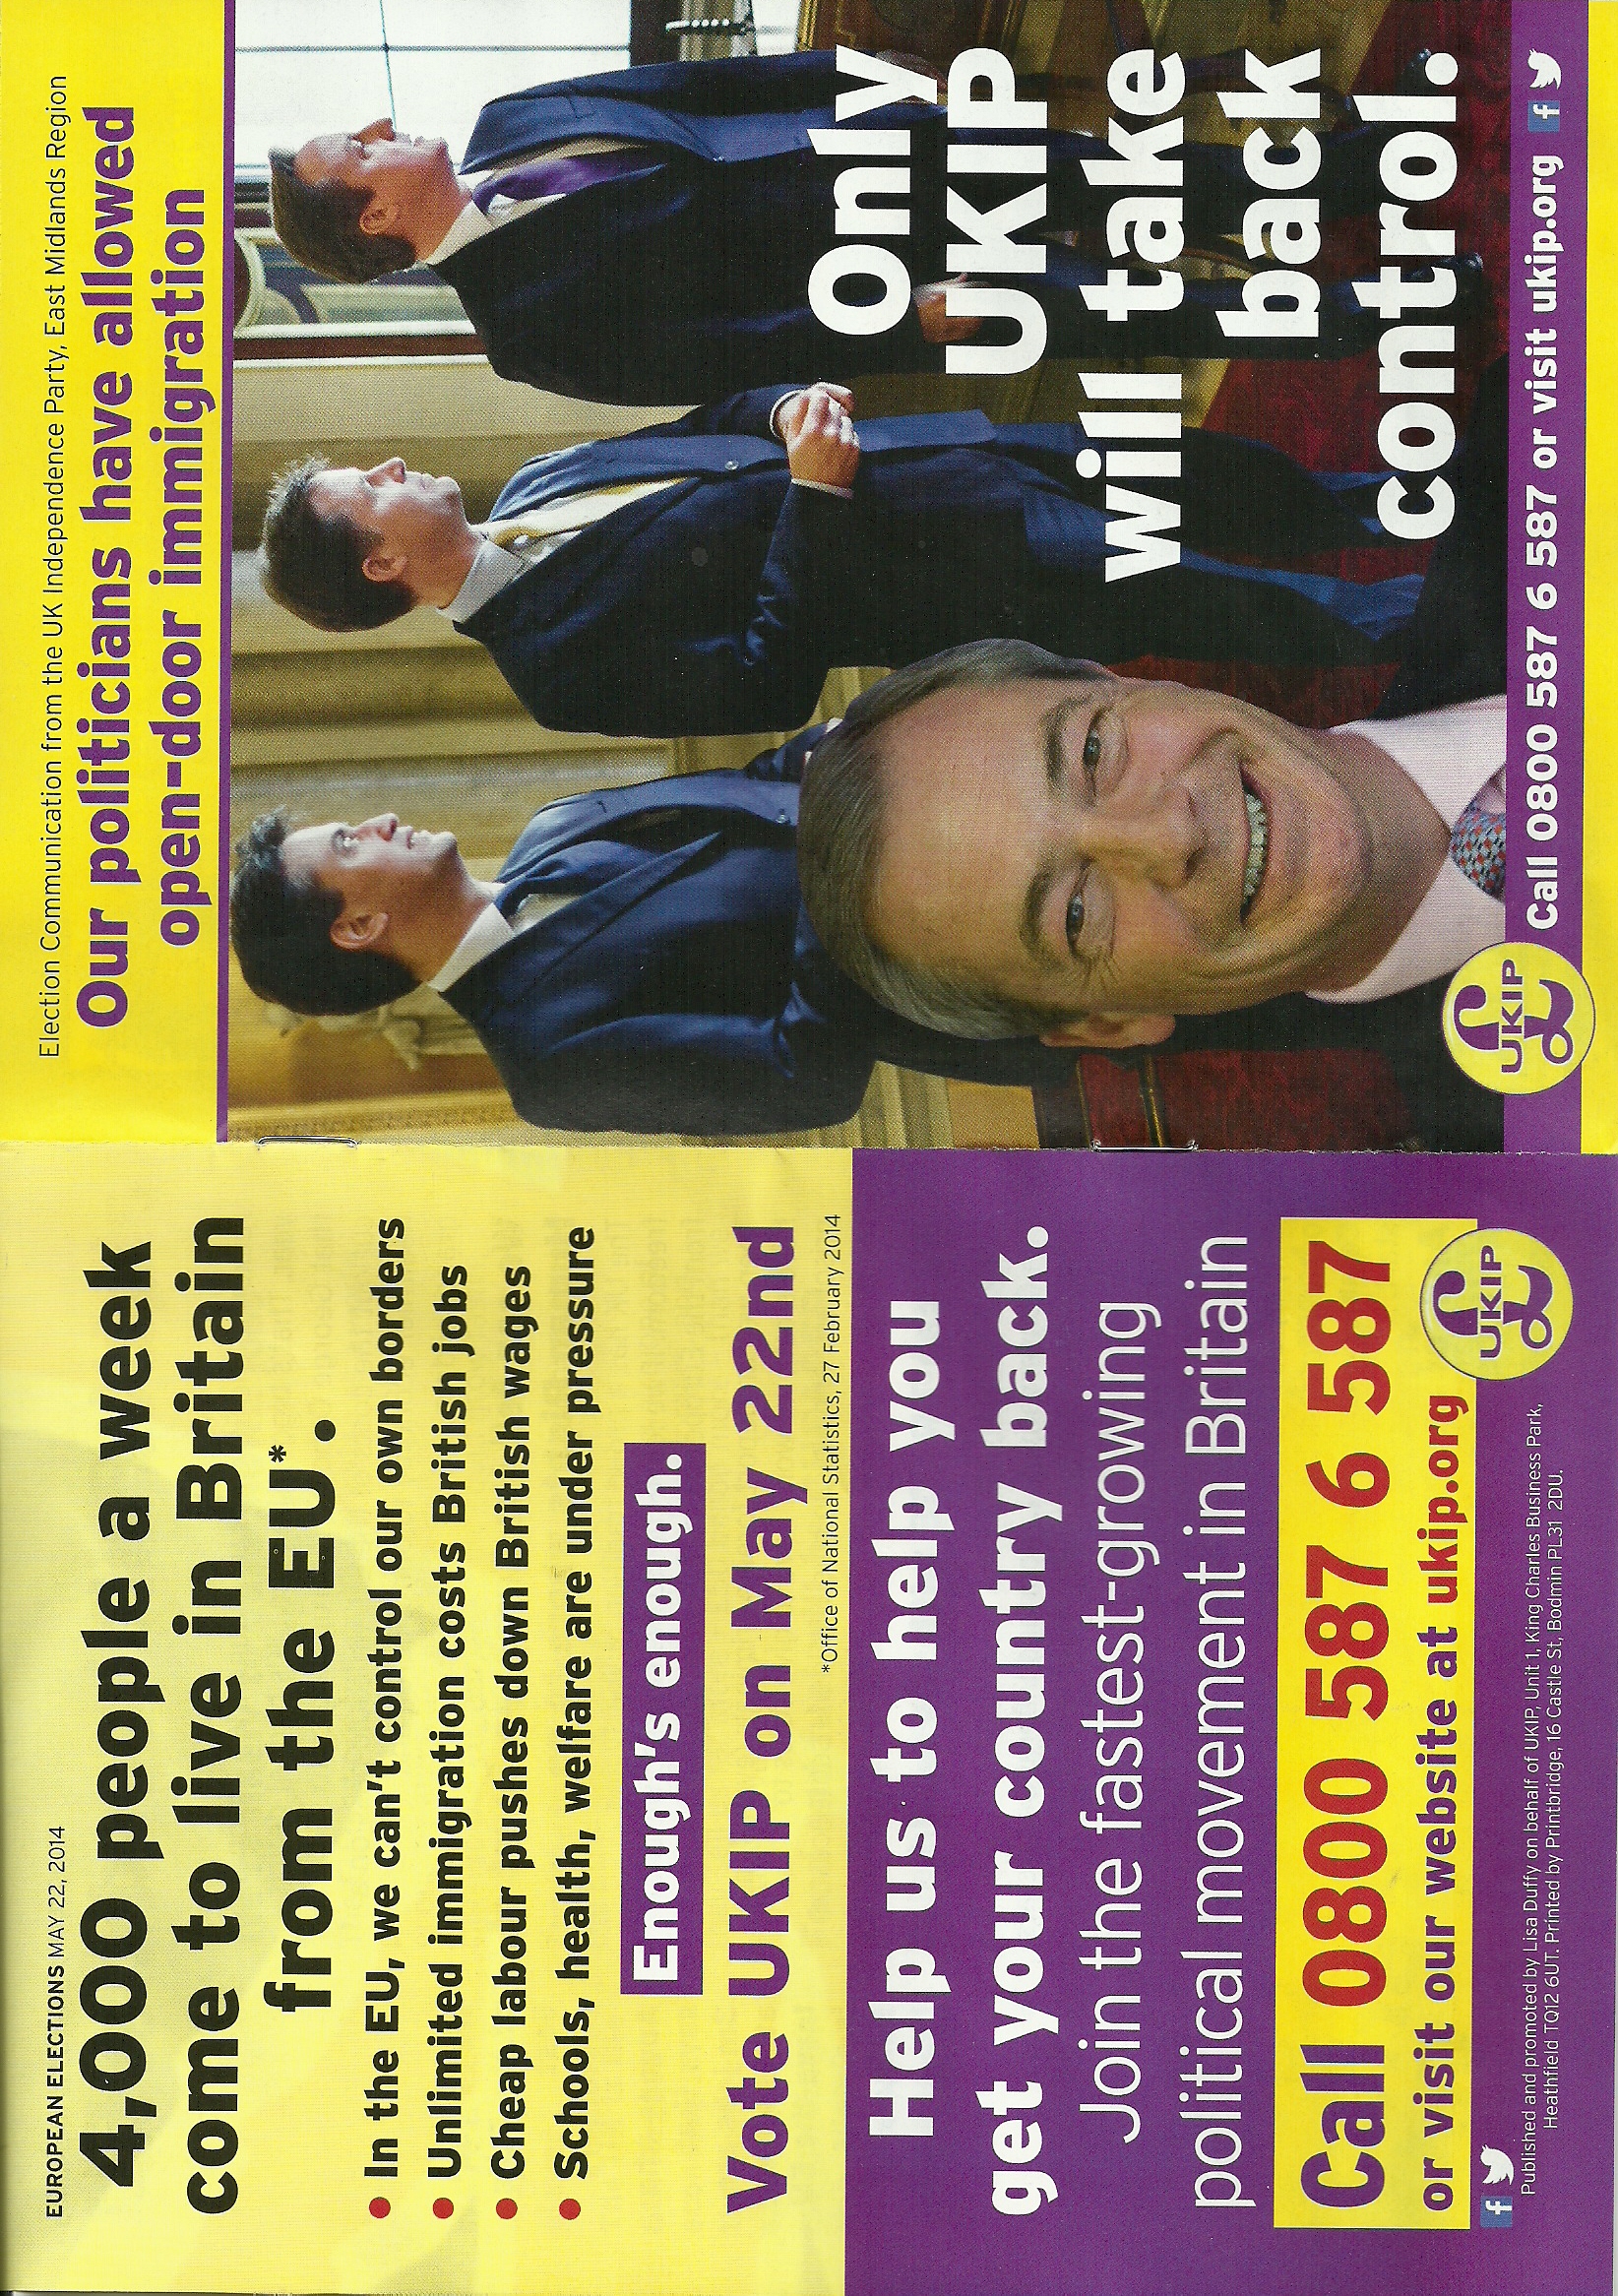 EUROPEAN ELECTIONS MAY 22, 2014
4,000 people a week
come to live in Britain
from the EU*.
In the EU, we can't control our own borders
Unlimited immigration costs British jobs
Cheap labour pushes down British wages
Schools, health, welfare are under pressure
Enough's enough.
Vote UKIP on May 22nd
*Office of National Statistics, 27 February 2014
Help us to help you
get your country back.
Join the fastest-growing
political movement in Britain
Call 0800 587 6 587
or visit our website at ukip.org
UKIP
Published and promoted by Lisa Duffy on behalf of UKIP, Unit 1, King Charles Business Park,
Heathfield TQ12 6UT. Printed by Printbridge, 16 Castle St, Bodmin PL31 2DU.
Election Communication from the UK Independence Party, East Midlands Region
Our politicians have allowed
open-door immigration
Only
UKIP
will take
back
control.
UKIP
Call 0800 587 6 587 or visit ukip.org